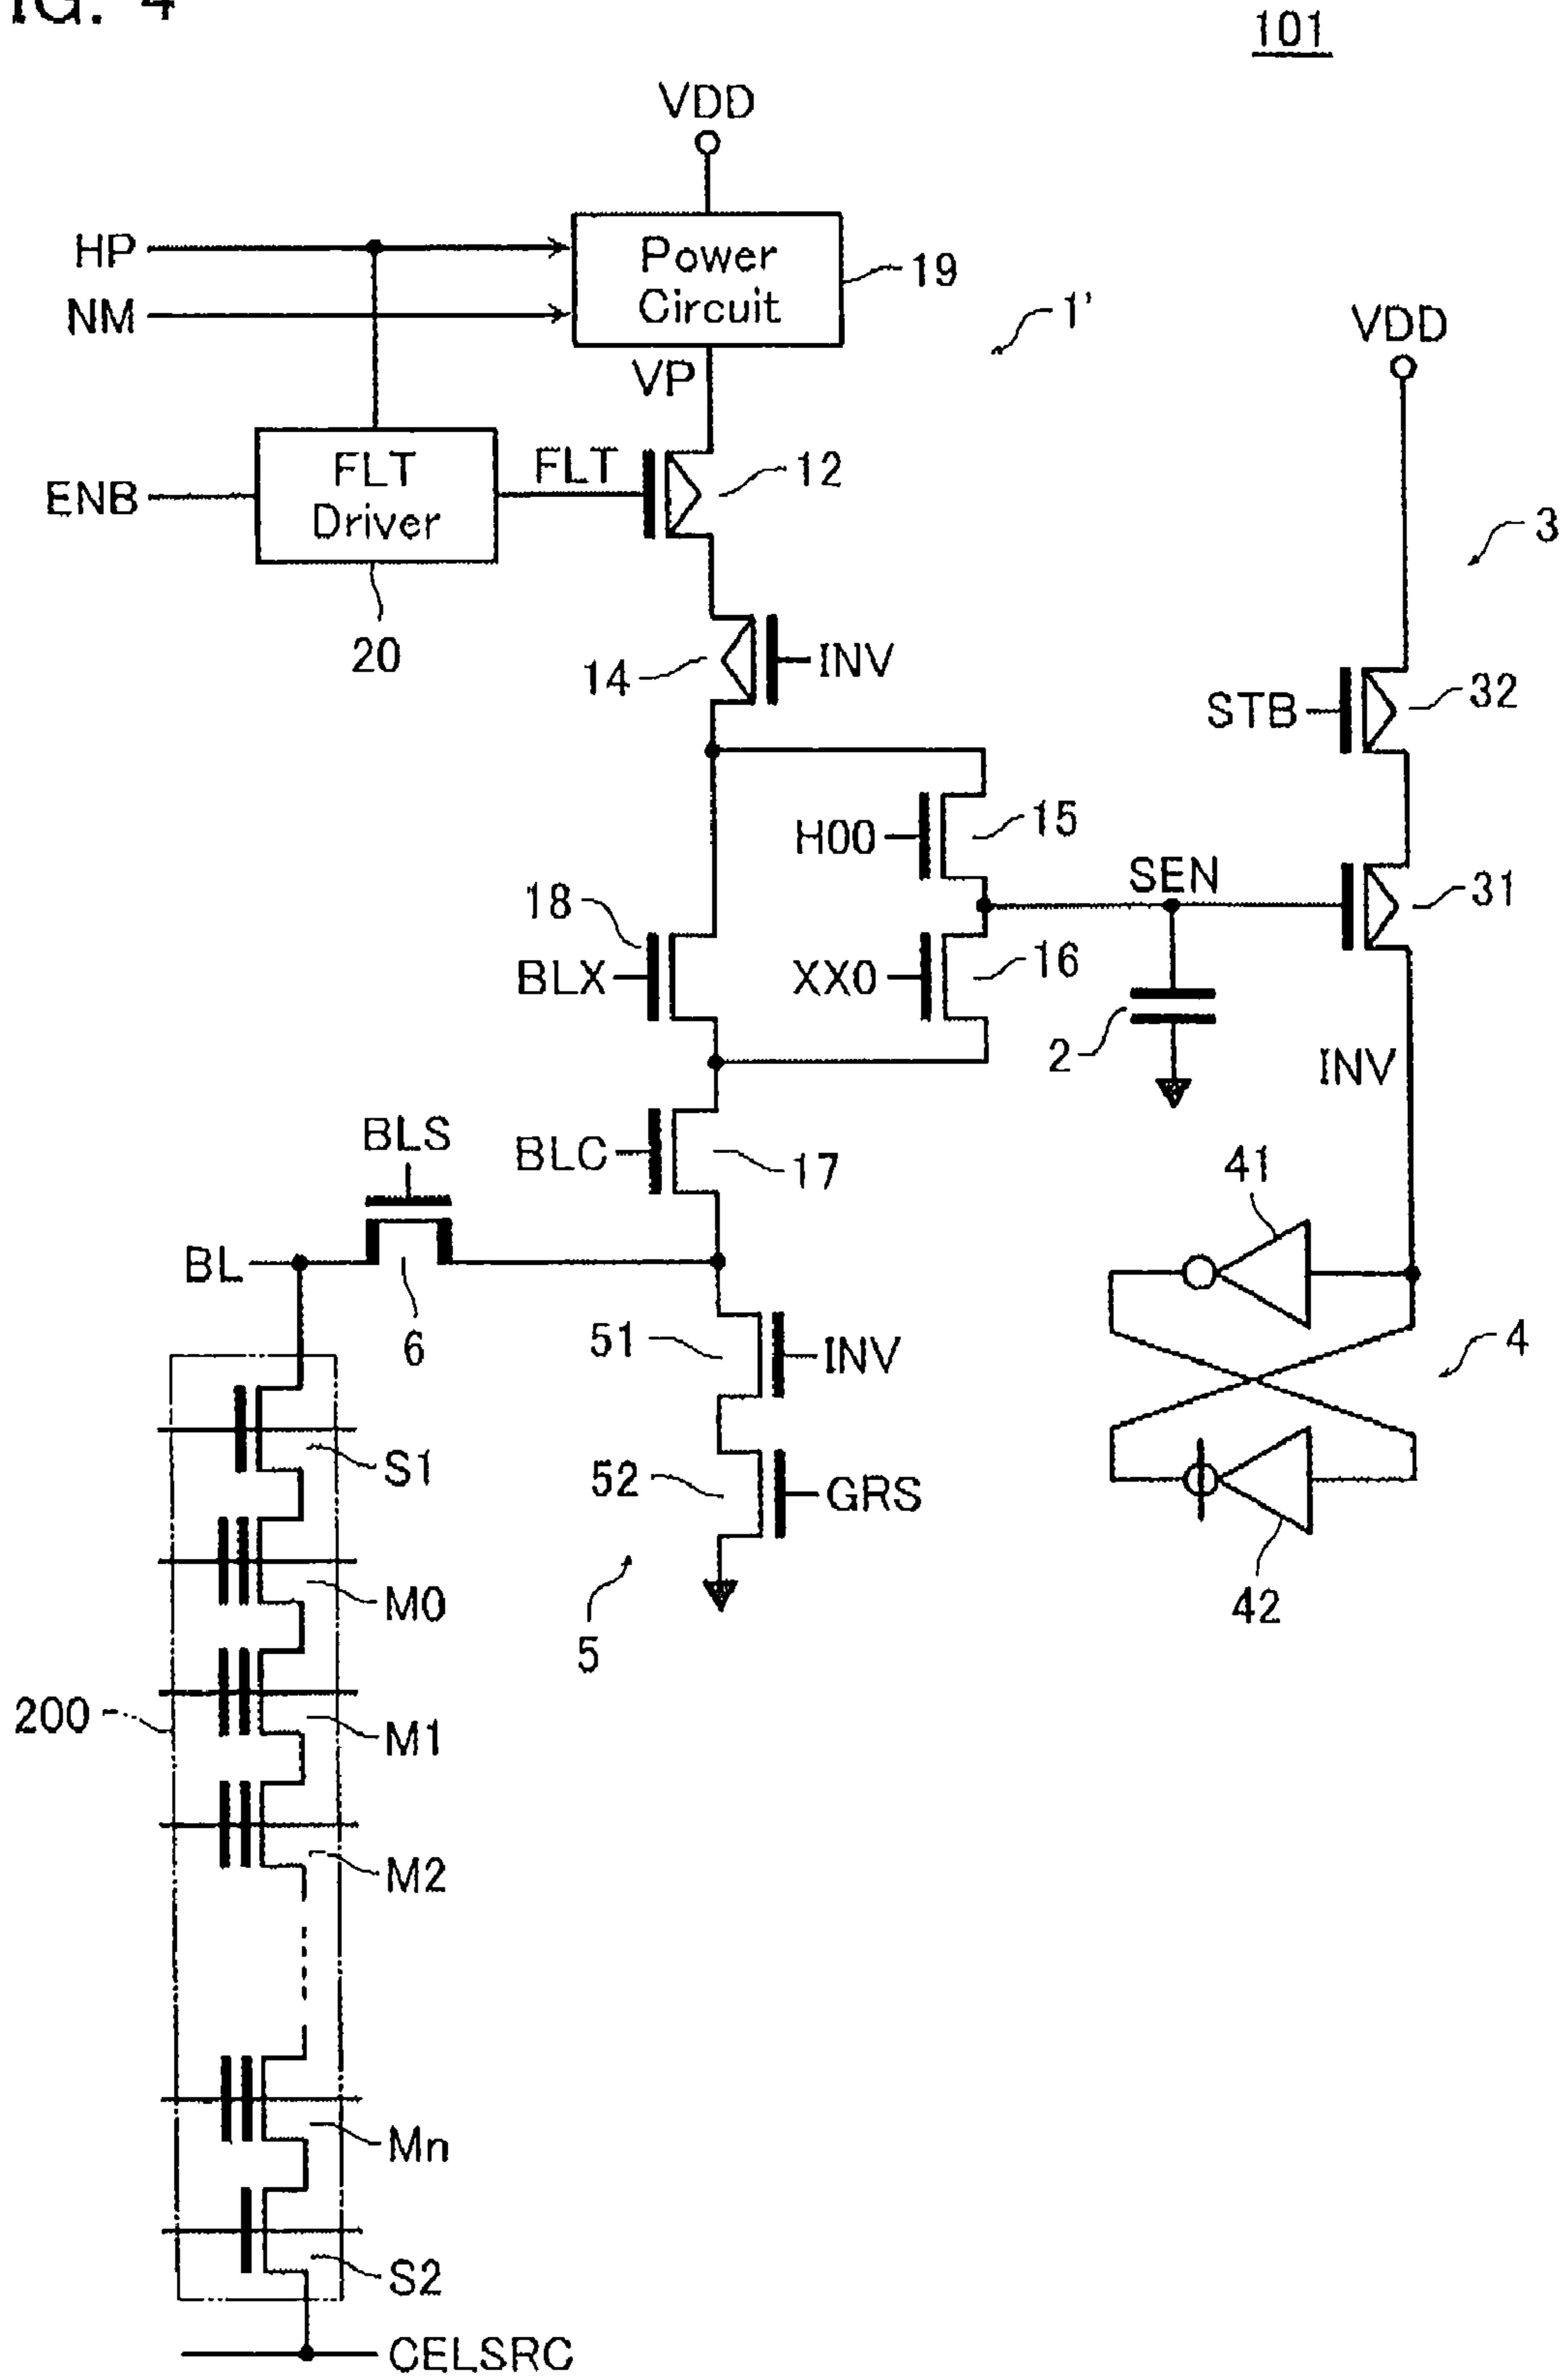 IG. 4
101
VDD
HP
NM
Power
Circuit
19
1'
VDD
VP
ENB
FLT
Driver
FLT
12
3
20
14
INV
STB
32
H00
15
SEN
31
18
BLX
XX0
16
2
INV
BLS
BLC
17
41
BL
6
51
INV
4
S1
52
GRS
M0
5
42
200
M1
M2
Mn
S2
CELSRC